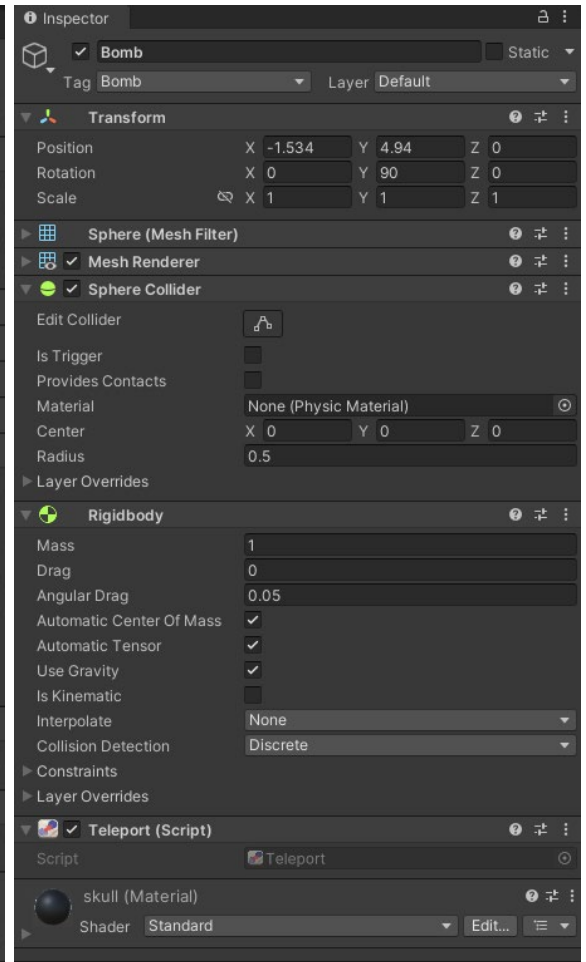 Inspector
Bomb Static
Tag Bomb Layer Default
Transform
Position X -1.534 Y 4.94 Z 0
Rotation X 0 Y 90 Z 0
Scale X 1 Y 1 Z 1
Sphere (Mesh Filter)
Mesh Renderer
Sphere Collider
Edit Collider
Is Trigger
Provides Contacts
Material None (Physic Material)
Center X 0 Y 0 Z 0
Radius 0.5
Layer Overrides
Rigidbody
Mass 1
Drag 0
Angular Drag 0.05
Automatic Center Of Mass
Automatic Tensor
Use Gravity
Is Kinematic
Interpolate None
Collision Detection Discrete
Constraints
Layer Overrides
Teleport (Script)
Script Teleport
skull (Material)
Shader Standard Edit...